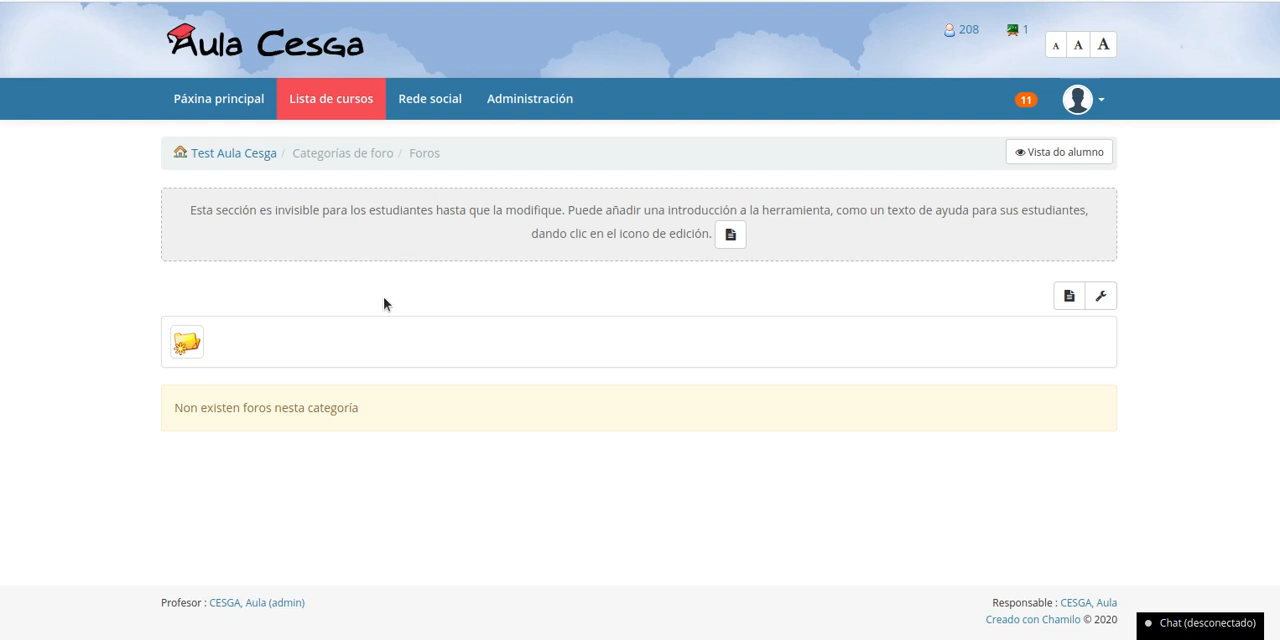 Aula Cesga
208
1
A A A
Páxina principal
Lista de cursos
Rede social
Administración
11
Test Aula Cesga / Categorías de foro / Foros
Vista do alumno
Esta sección es invisible para los estudiantes hasta que la modifique. Puede añadir una introducción a la herramienta, como un texto de ayuda para sus estudiantes,
dando clic en el icono de edición.
Non existen foros nesta categoría
Profesor : CESGA, Aula (admin)
Responsable : CESGA, Aula
Creado con Chamilo © 2020
Chat (desconectado)